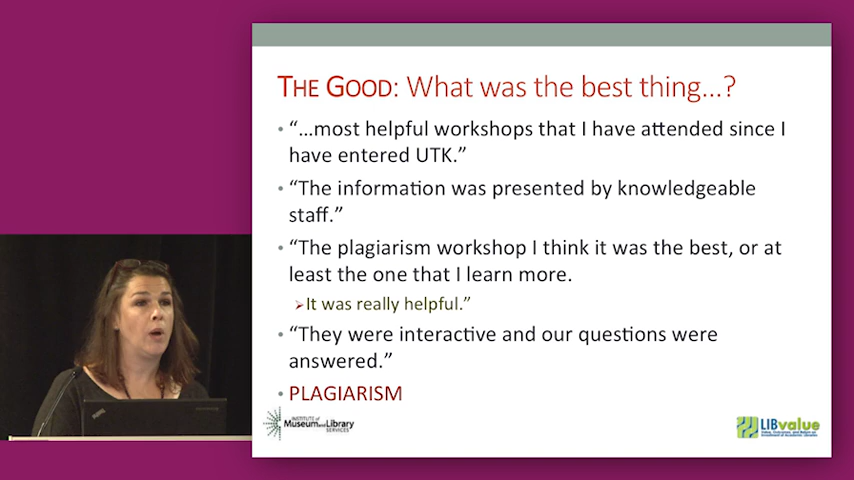 THE GOOD: What was the best thing...?
• “...most helpful workshops that I have attended since I
have entered UTK.”
• “The information was presented by knowledgeable
staff.”
• “The plagiarism workshop I think it was the best, or at
least the one that I learn more.
➢It was really helpful.”
• “They were interactive and our questions were
answered.”
• PLAGIARISM
INSTITUTE of
Museum and Library
SERVICES
LIBvalue